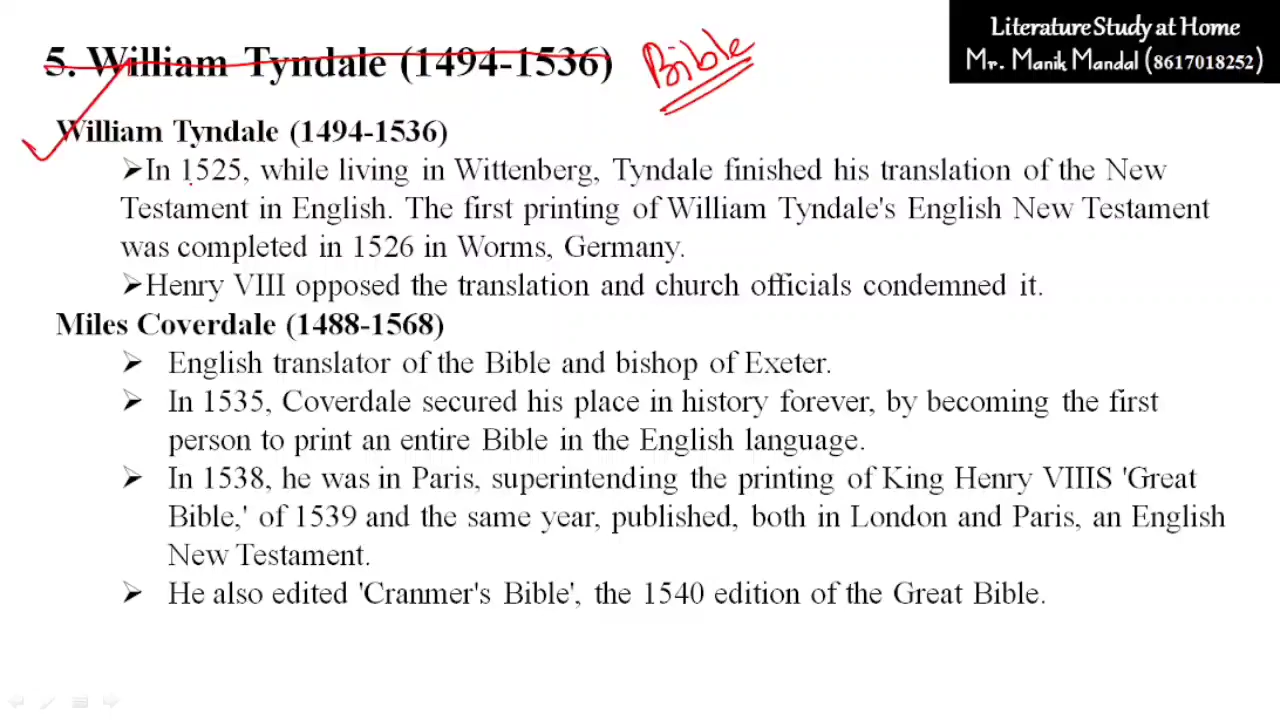 Literature Study at Home
Mr. Manik Mandal (8617018252)
5. William Tyndale (1494-1536)
Bible
William Tyndale (1494-1536)
➢In 1525, while living in Wittenberg, Tyndale finished his translation of the New
Testament in English. The first printing of William Tyndale's English New Testament
was completed in 1526 in Worms, Germany.
➢Henry VIII opposed the translation and church officials condemned it.
Miles Coverdale (1488-1568)
➢ English translator of the Bible and bishop of Exeter.
➢ In 1535, Coverdale secured his place in history forever, by becoming the first
person to print an entire Bible in the English language.
➢ In 1538, he was in Paris, superintending the printing of King Henry VIIIS 'Great
Bible,' of 1539 and the same year, published, both in London and Paris, an English
New Testament.
➢ He also edited 'Cranmer's Bible', the 1540 edition of the Great Bible.